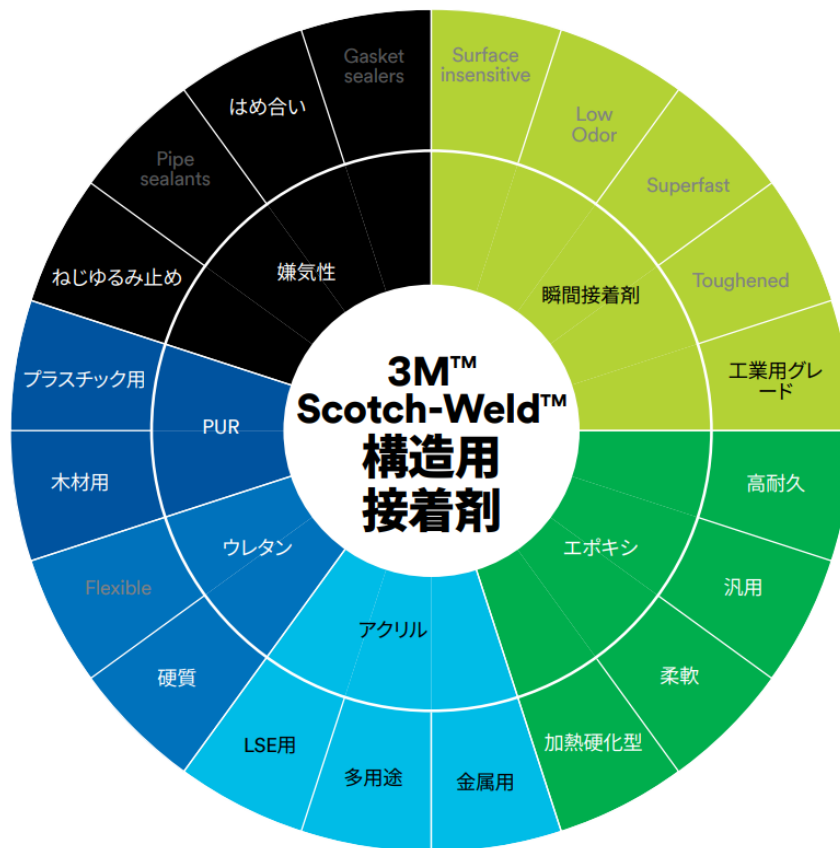 3M™
Scotch-Weld™
構造用
接着剤
瞬間接着剤
Surface
insensitive
Low
Odor
Superfast
Toughened
工業用グレ
ード
エポキシ
高耐久
汎用
柔軟
加熱硬化型
アクリル
金属用
多用途
LSE用
ウレタン
硬質
Flexible
PUR
木材用
プラスチック用
嫌気性
ねじゆるみ止め
Pipe
sealants
はめ合い
Gasket
sealers